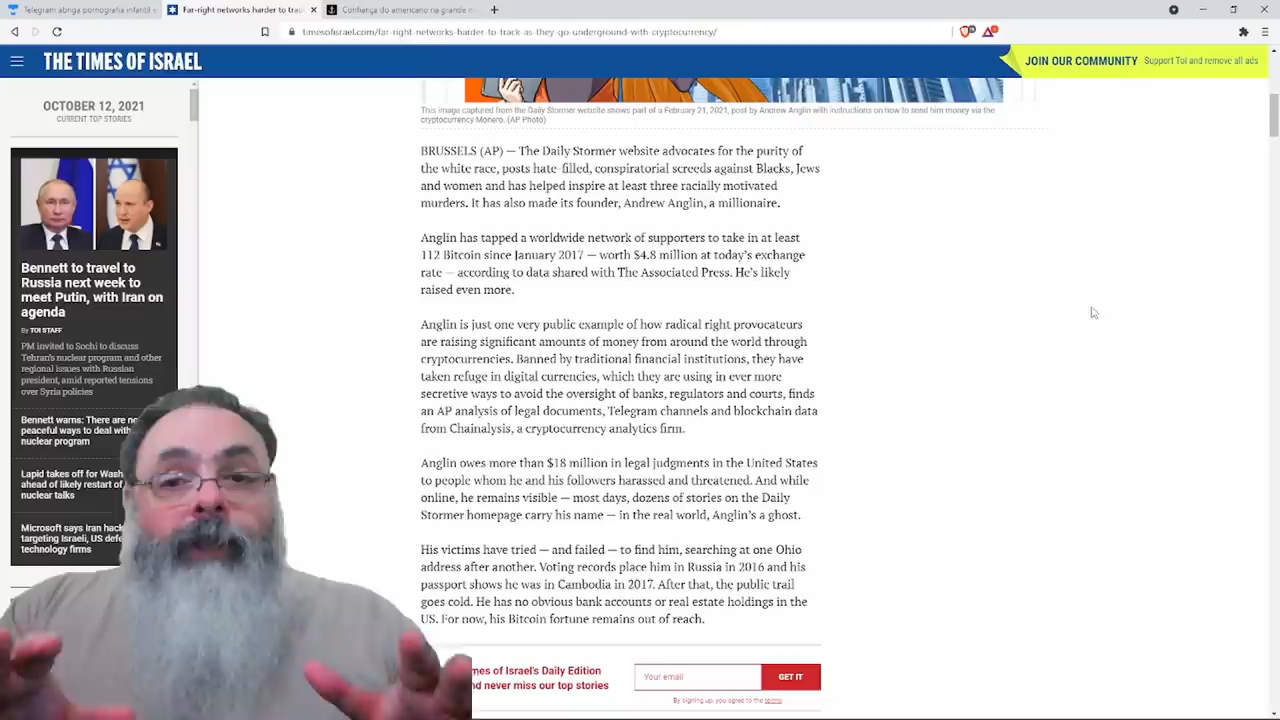 Telegram abriga pornografia infantil e
Far-right networks harder to trac
Confiança do americano na grande m
timesofisrael.com/far-right-networks-harder-to-track-as-they-go-underground-with-cryptocurrency/
THE TIMES OF ISRAEL
JOIN OUR COMMUNITY Support ToI and remove all ads
OCTOBER 12, 2021
CURRENT TOP STORIES
Bennett to travel to
Russia next week to
meet Putin, with Iran on
agenda
By TOI STAFF
PM invited to Sochi to discuss
Tehran's nuclear program and other
regional issues with Russian
president, amid reported tensions
over Syria policies
Bennett warns: There are no
peaceful ways to deal with
nuclear program
Lapid takes off for Wash
ahead of likely restart of
nuclear talks
Microsoft says Iran hack
targeting Israel, US defe
technology firms
This image captured from the Daily Stormer website shows part of a February 21, 2021, post by Andrew Anglin with instructions on how to send him money via the
cryptocurrency Monero. (AP Photo)
BRUSSELS (AP) — The Daily Stormer website advocates for the purity of
the white race, posts hate-filled, conspiratorial screeds against Blacks, Jews
and women and has helped inspire at least three racially motivated
murders. It has also made its founder, Andrew Anglin, a millionaire.
Anglin has tapped a worldwide network of supporters to take in at least
112 Bitcoin since January 2017 — worth $4.8 million at today's exchange
rate — according to data shared with The Associated Press. He's likely
raised even more.
Anglin is just one very public example of how radical right provocateurs
are raising significant amounts of money from around the world through
cryptocurrencies. Banned by traditional financial institutions, they have
taken refuge in digital currencies, which they are using in ever more
secretive ways to avoid the oversight of banks, regulators and courts, finds
an AP analysis of legal documents, Telegram channels and blockchain data
from Chainalysis, a cryptocurrency analytics firm.
Anglin owes more than $18 million in legal judgments in the United States
to people whom he and his followers harassed and threatened. And while
online, he remains visible — most days, dozens of stories on the Daily
Stormer homepage carry his name — in the real world, Anglin's a ghost.
His victims have tried — and failed — to find him, searching at one Ohio
address after another. Voting records place him in Russia in 2016 and his
passport shows he was in Cambodia in 2017. After that, the public trail
goes cold. He has no obvious bank accounts or real estate holdings in the
US. For now, his Bitcoin fortune remains out of reach.
mes of Israel's Daily Edition
nd never miss our top stories
Your email
GET IT
By signing up, you agree to the terms